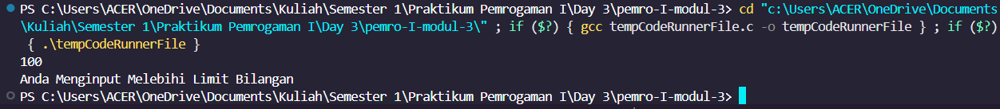 PS C:\Users\ACER\OneDrive\Documents\Kuliah\Semester 1\Praktikum Pemrogaman I\Day 3\pemro-I-modul-3> cd "c:\Users\ACER\OneDrive\Documents
\Kuliah\Semester 1\Praktikum Pemrogaman I\Day 3\pemro-I-modul-3\" ; if ($?) { gcc tempCodeRunnerFile.c -o tempCodeRunnerFile } ; if ($?)
{ .\tempCodeRunnerFile }
100
Anda Menginput Melebihi Limit Bilangan
PS C:\Users\ACER\OneDrive\Documents\Kuliah\Semester 1\Praktikum Pemrogaman I\Day 3\pemro-I-modul-3>